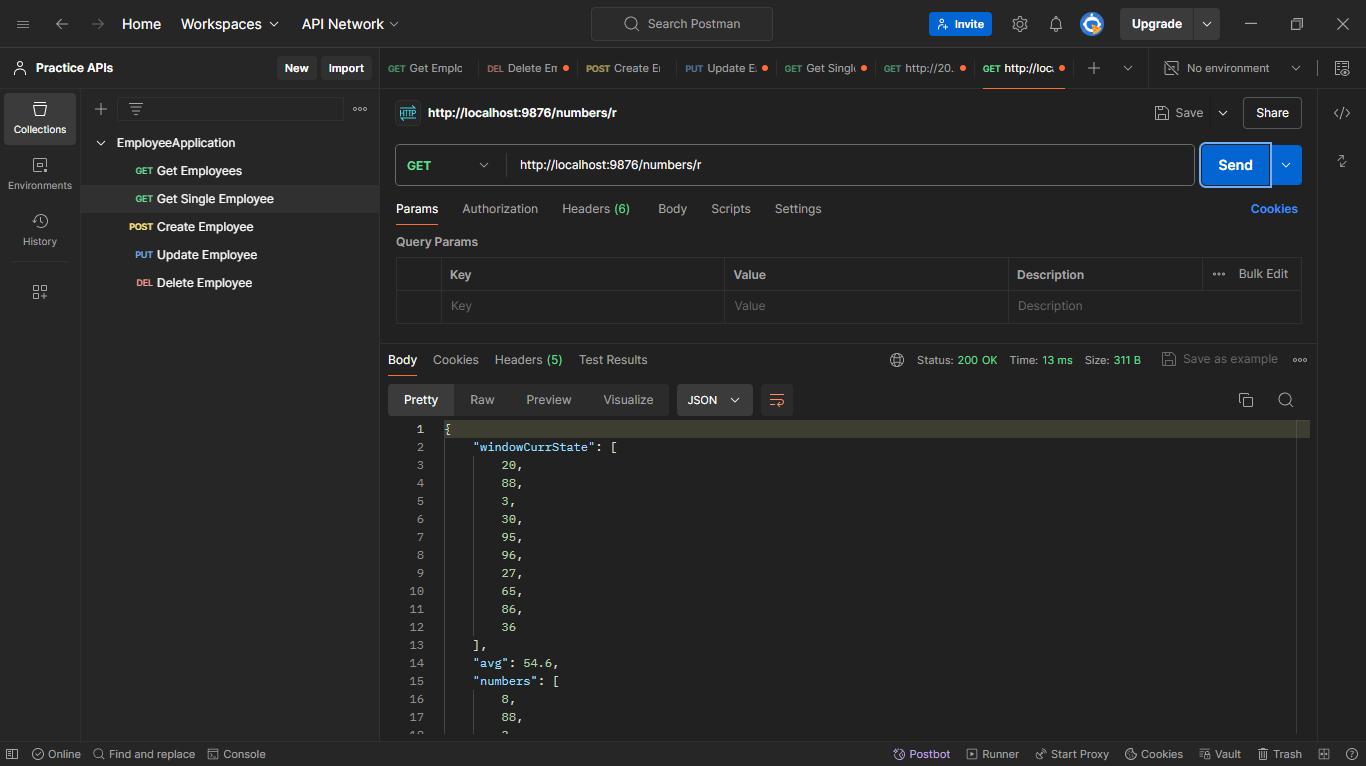 Home Workspaces API Network Search Postman Invite Upgrade
Practice APIs New Import GET Get Emplo DEL Delete Em POST Create E PUT Update E. GET Get Singl GET http://20. GET http://loc. No environment
Collections
Environments
History
EmployeeApplication
GET Get Employees
GET Get Single Employee
POST Create Employee
PUT Update Employee
DEL Delete Employee
HTTP http://localhost:9876/numbers/r Save Share
GET http://localhost:9876/numbers/r Send
Params Authorization Headers (6) Body Scripts Settings Cookies
Query Params
Key Value Description Bulk Edit
Key Value Description
Body Cookies Headers (5) Test Results Status: 200 OK Time: 13 ms Size: 311 B Save as example
Pretty Raw Preview Visualize JSON
1 {
2 "windowCurrState": [
3 20,
4 88,
5 3,
6 30,
7 95,
8 96,
9 27,
10 65,
11 86,
12 36
13 ],
14 "avg": 54.6,
15 "numbers": [
16 8,
17 88,
Online Find and replace Console Postbot Runner Start Proxy Cookies Vault Trash